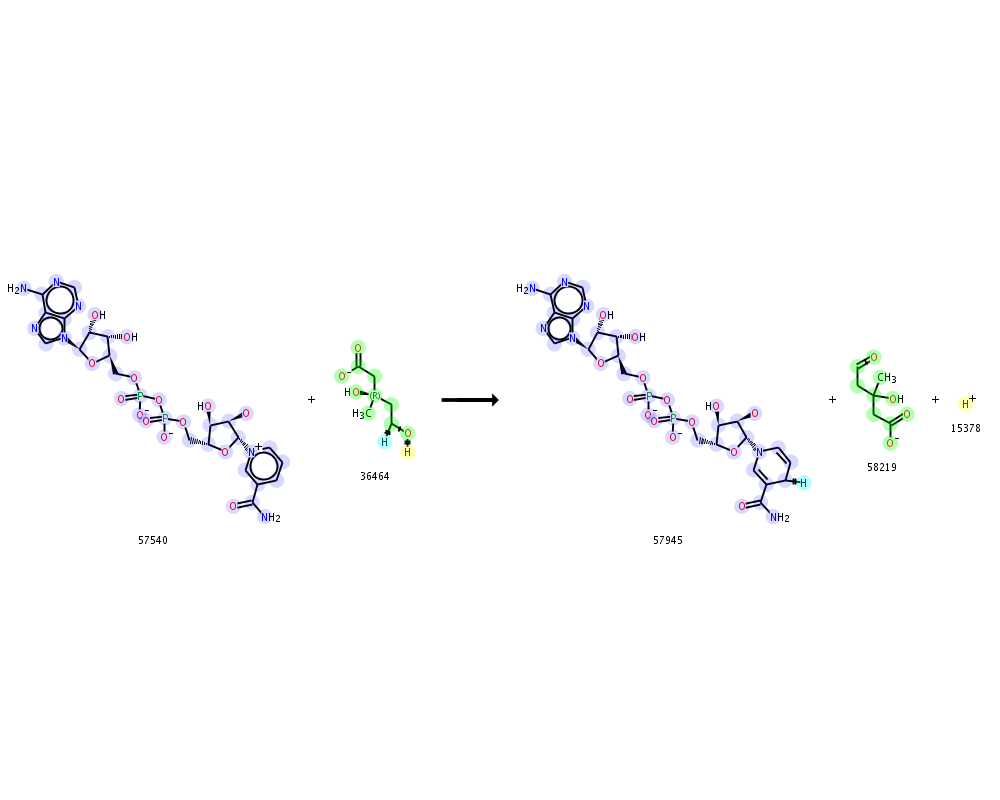 H₂N N N N N OH OH O O O P O⁻ O O P O⁻ O O HO O N⁺ O NH₂
57540
+
O O⁻ HO (R) H₃C H O H
36464
H₂N N N N N OH OH O O O P O⁻ O O P O⁻ O O HO O N H O NH₂
57945
+
O CH₃ OH O O⁻
58219
+
H⁺
15378